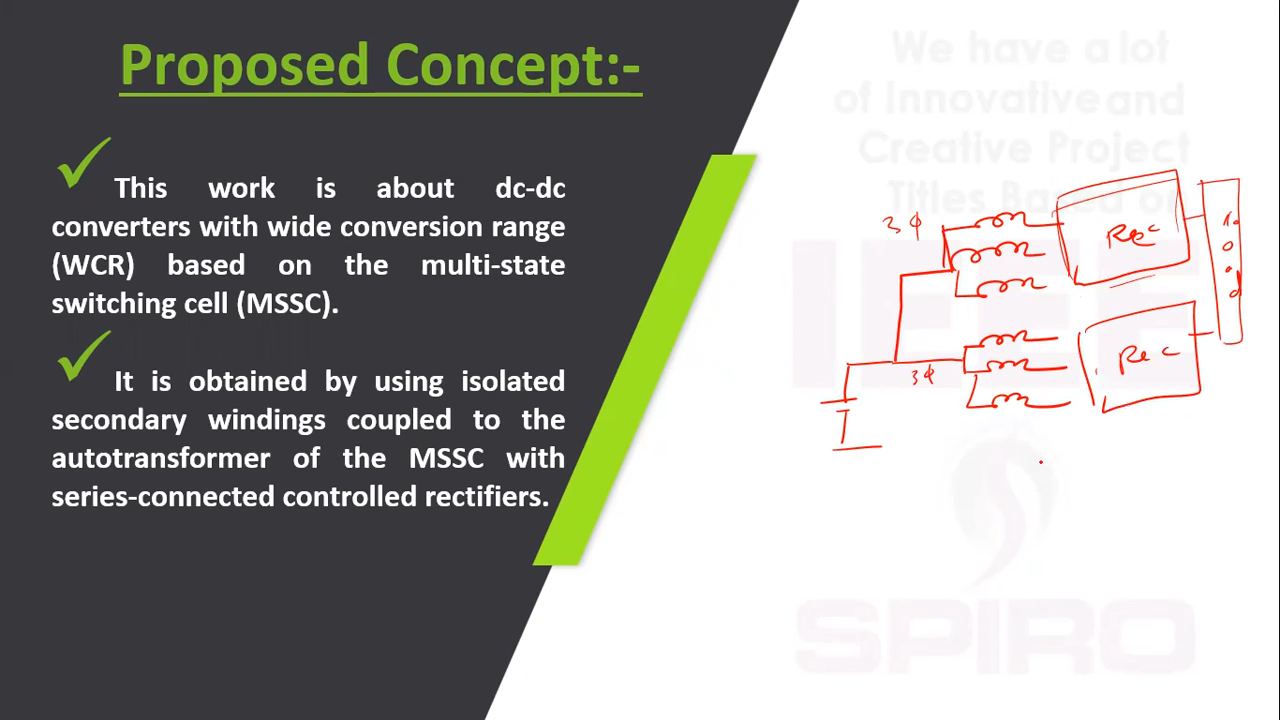 Proposed Concept:-
This work is about dc-dc
converters with wide conversion range
(WCR) based on the multi-state
switching cell (MSSC).
It is obtained by using isolated
secondary windings coupled to the
autotransformer of the MSSC with
series-connected controlled rectifiers.
We have a lot
of Innovative and
Creative Project
Titles Based on
IEEE
SPIRO
3ϕ
Rec
Load
3ϕ
Rec